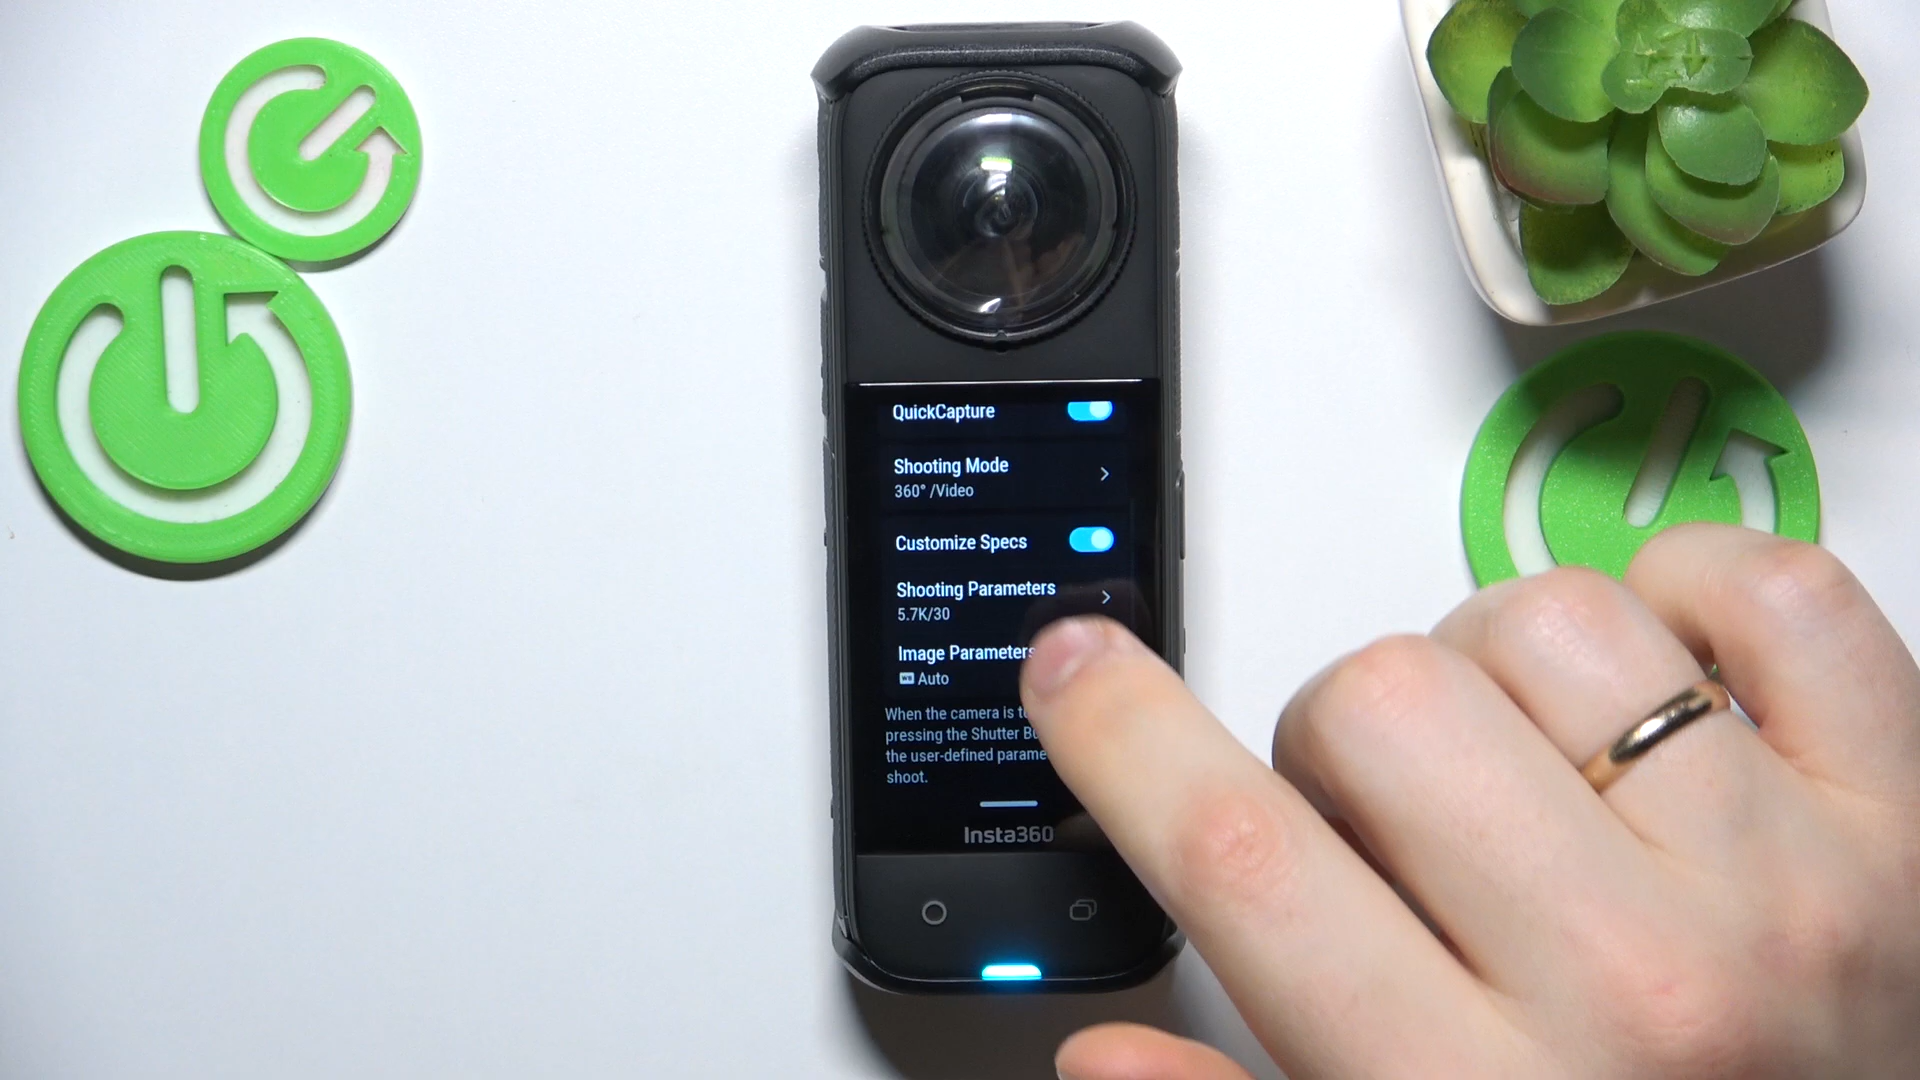 QuickCapture
Shooting Mode
360° /Video
Customize Specs
Shooting Parameters
5.7K/30
Image Parameters
WB Auto
When the camera is
pressing the Shutter
the user-defined
shoot.
Insta360